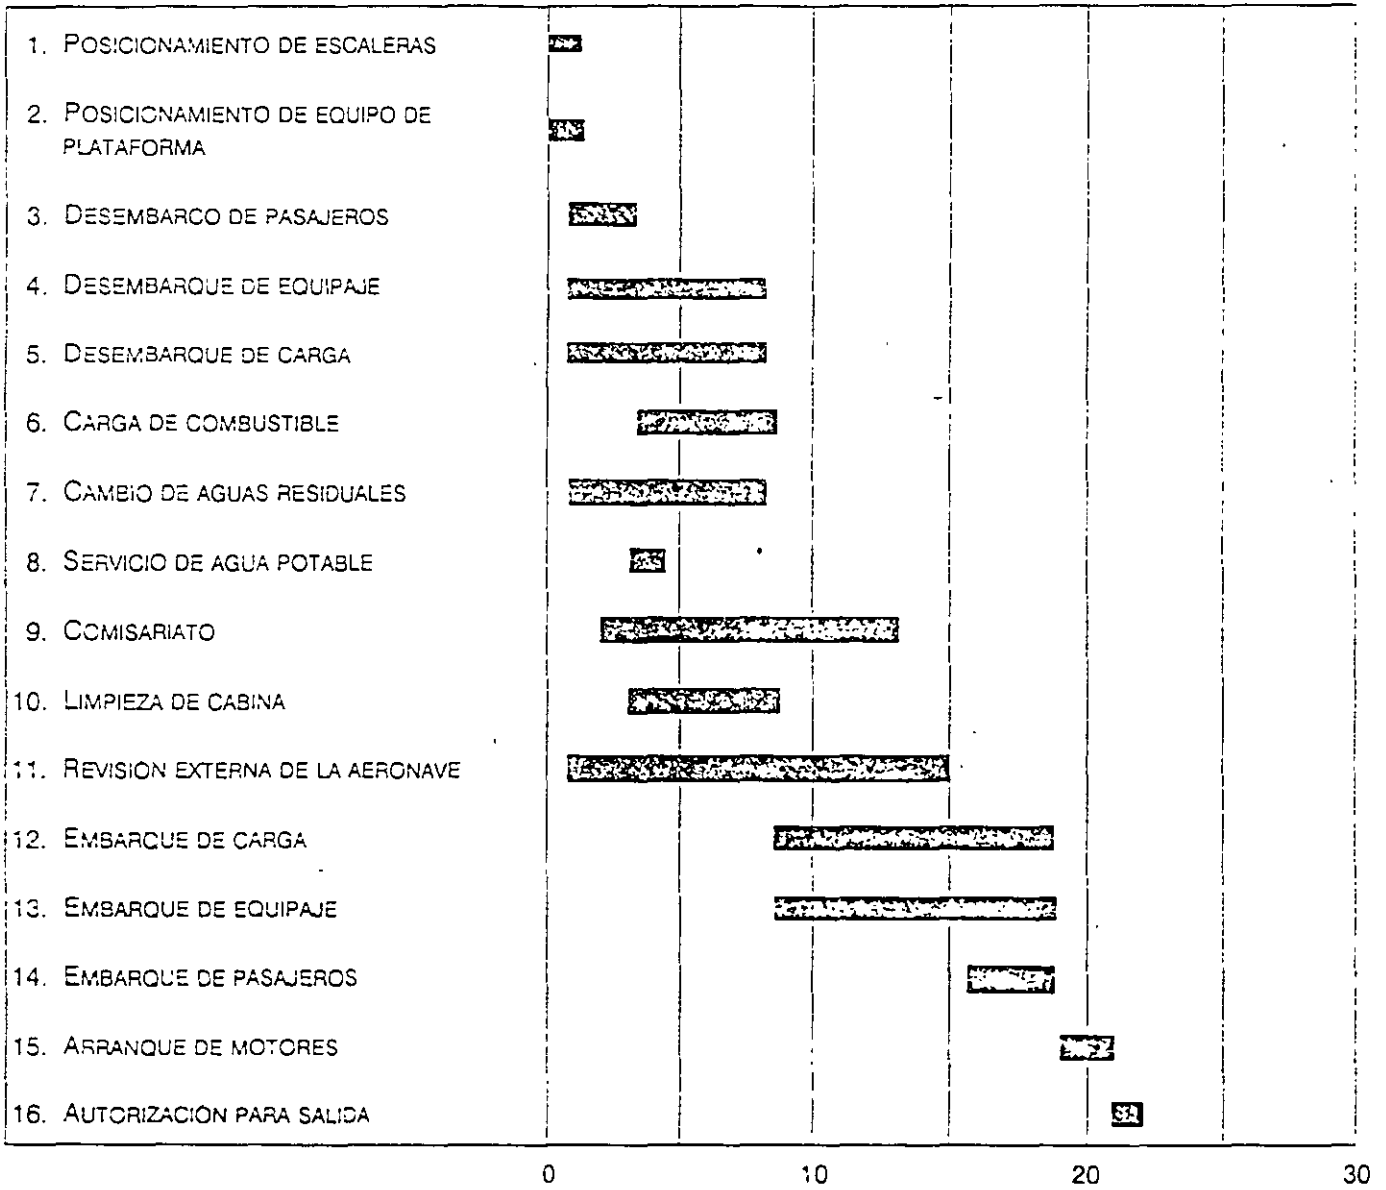 1. POSICIONAMIENTO DE ESCALERAS
2. POSICIONAMIENTO DE EQUIPO DE
PLATAFORMA
3. DESEMBARCO DE PASAJEROS
4. DESEMBARQUE DE EQUIPAJE
5. DESEMBARQUE DE CARGA
6. CARGA DE COMBUSTIBLE
7. CAMBIO DE AGUAS RESIDUALES
8. SERVICIO DE AGUA POTABLE
9. COMISARIATO
10. LIMPIEZA DE CABINA
11. REVISION EXTERNA DE LA AERONAVE
12. EMBARQUE DE CARGA
13. EMBARQUE DE EQUIPAJE
14. EMBARQUE DE PASAJEROS
15. ARRANQUE DE MOTORES
16. AUTORIZACIÓN PARA SALIDA
0 10 20 30